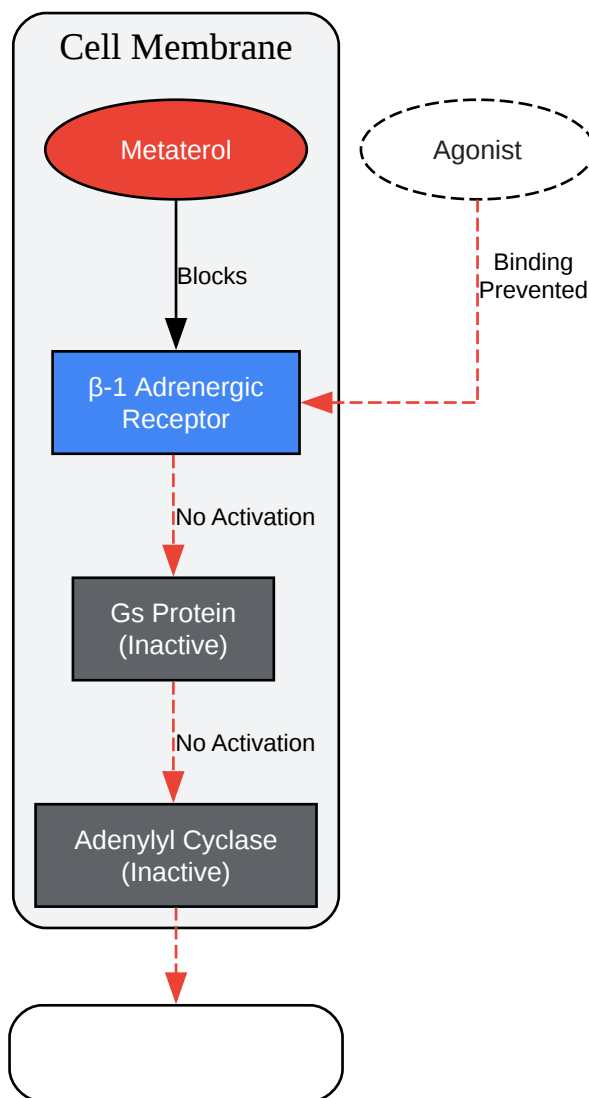 Cell Membrane
Metaterol
Agonist
Blocks
Binding
Prevented
β-1 Adrenergic
Receptor
No Activation
Gs Protein
(Inactive)
No Activation
Adenylyl Cyclase
(Inactive)